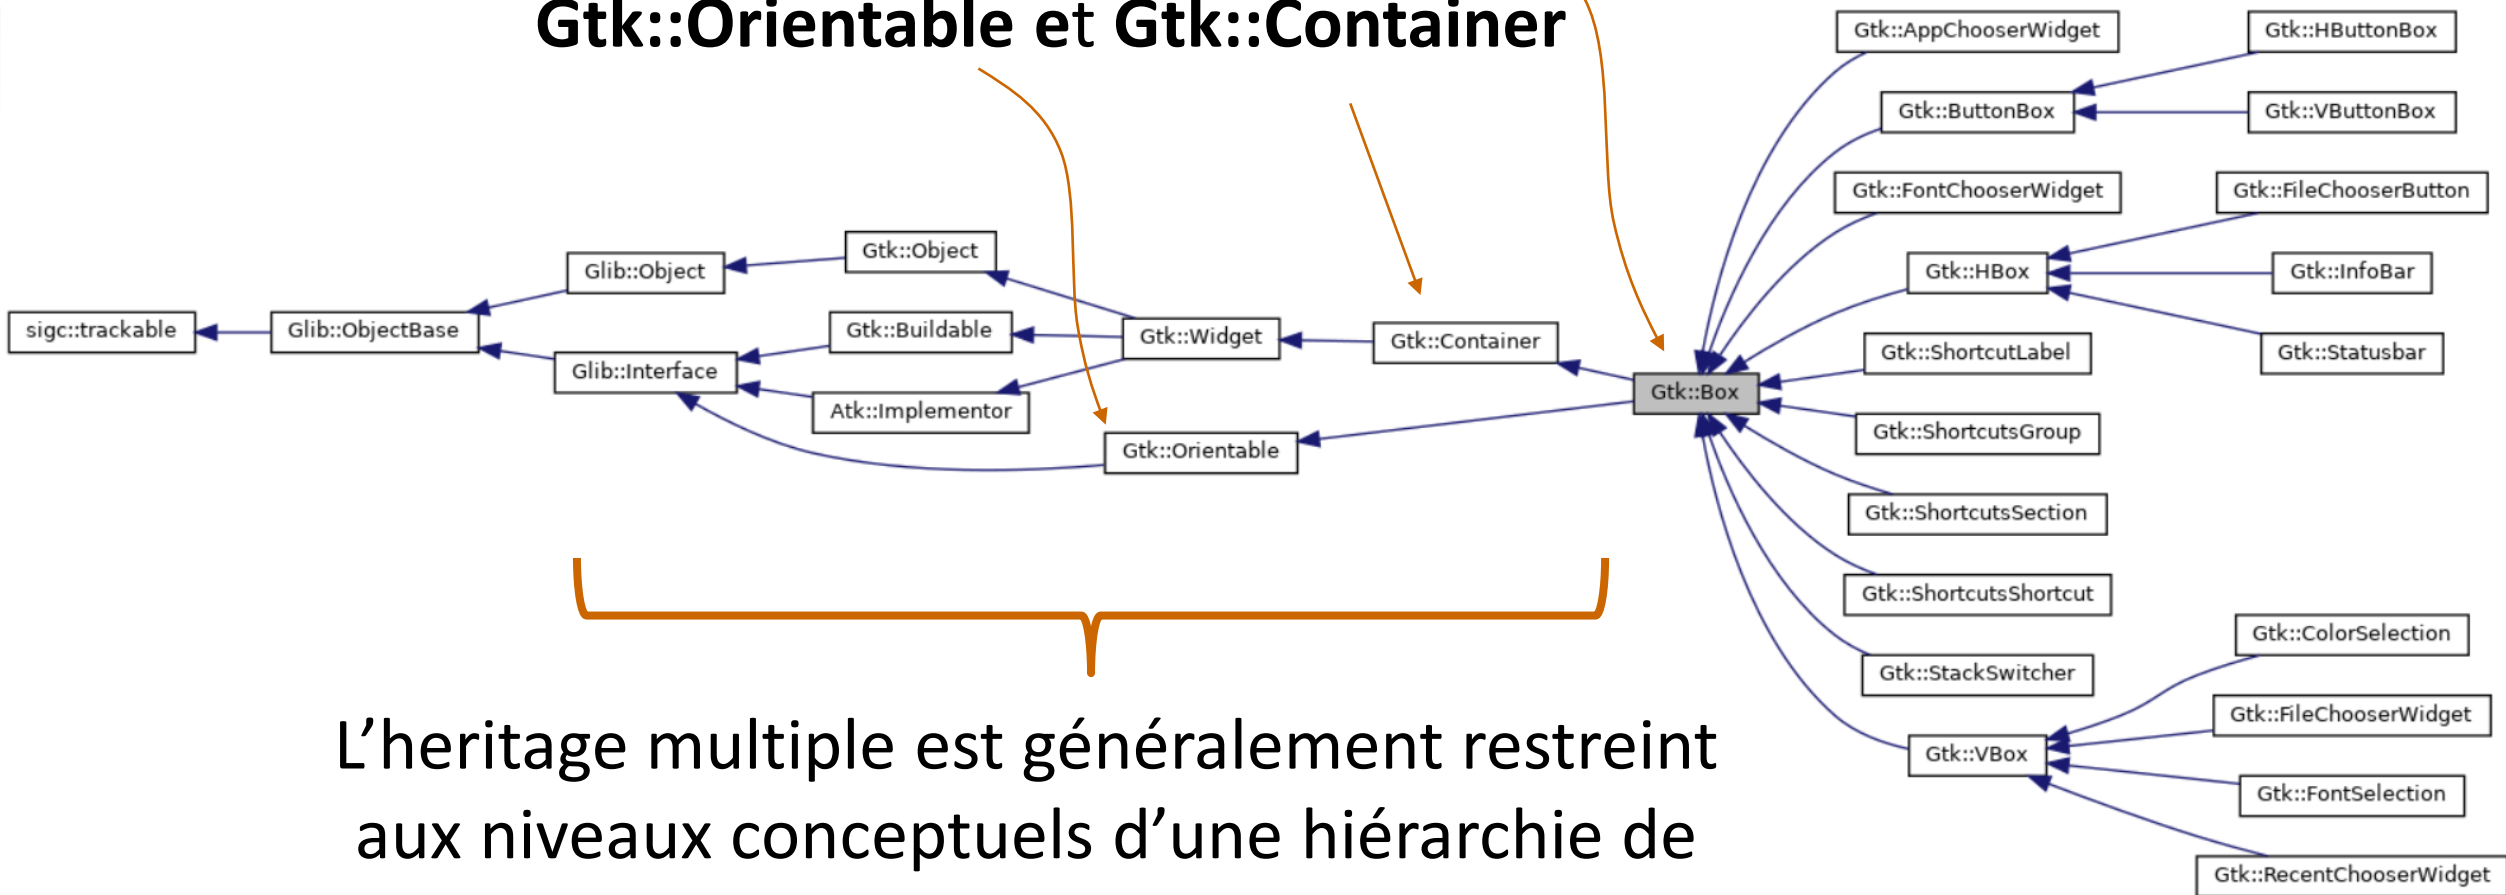 Gtk::Orientable et Gtk::Container
Gtk::AppChooserWidget
Gtk::HButtonBox
Gtk::ButtonBox
Gtk::VButtonBox
Gtk::FontChooserWidget
Gtk::FileChooserButton
Gtk::Object
Glib::Object
Gtk::HBox
Gtk::InfoBar
sigc::trackable
Glib::ObjectBase
Gtk::Buildable
Gtk::Widget
Gtk::Container
Gtk::ShortcutLabel
Gtk::Statusbar
Glib::Interface
Gtk::Box
Atk::Implementor
Gtk::ShortcutsGroup
Gtk::Orientable
Gtk::ShortcutsSection
Gtk::ShortcutsShortcut
Gtk::ColorSelection
Gtk::StackSwitcher
Gtk::FileChooserWidget
Gtk::VBox
Gtk::FontSelection
Gtk::RecentChooserWidget
L’heritage multiple est généralement restreint
aux niveaux conceptuels d’une hiérarchie de